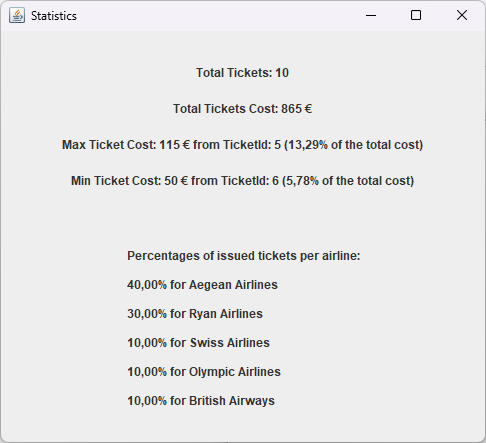 Statistics
Total Tickets: 10
Total Tickets Cost: 865 €
Max Ticket Cost: 115 € from TicketId: 5 (13,29% of the total cost)
Min Ticket Cost: 50 € from TicketId: 6 (5,78% of the total cost)
Percentages of issued tickets per airline:
40,00% for Aegean Airlines
30,00% for Ryan Airlines
10,00% for Swiss Airlines
10,00% for Olympic Airlines
10,00% for British Airways